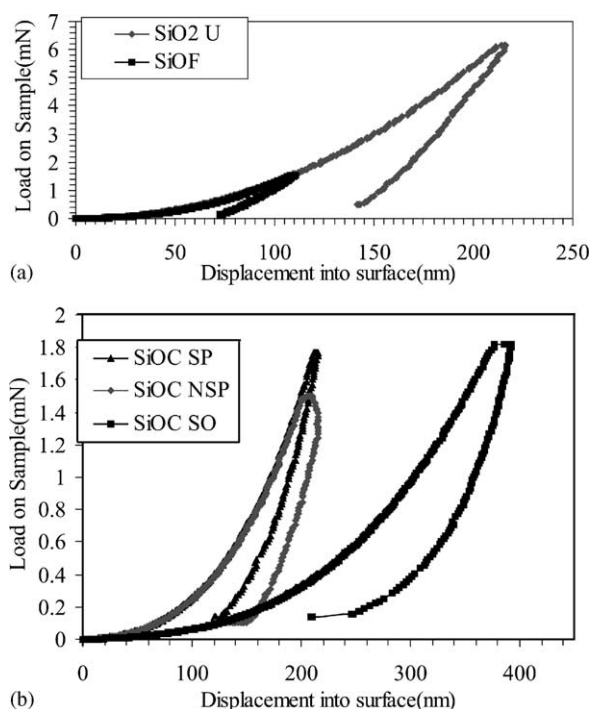 SiO2 U
SiOF
Load on Sample(mN)
7
6
5
4
3
2
1
0
0 50 100 150 200 250
(a) Displacement into surface(nm)
SiOC SP
SiOC NSP
SiOC SO
Load on Sample(mN)
2
1.8
1.6
1.4
1.2
1
0.8
0.6
0.4
0.2
0
0 100 200 300 400
(b) Displacement into surface(nm)